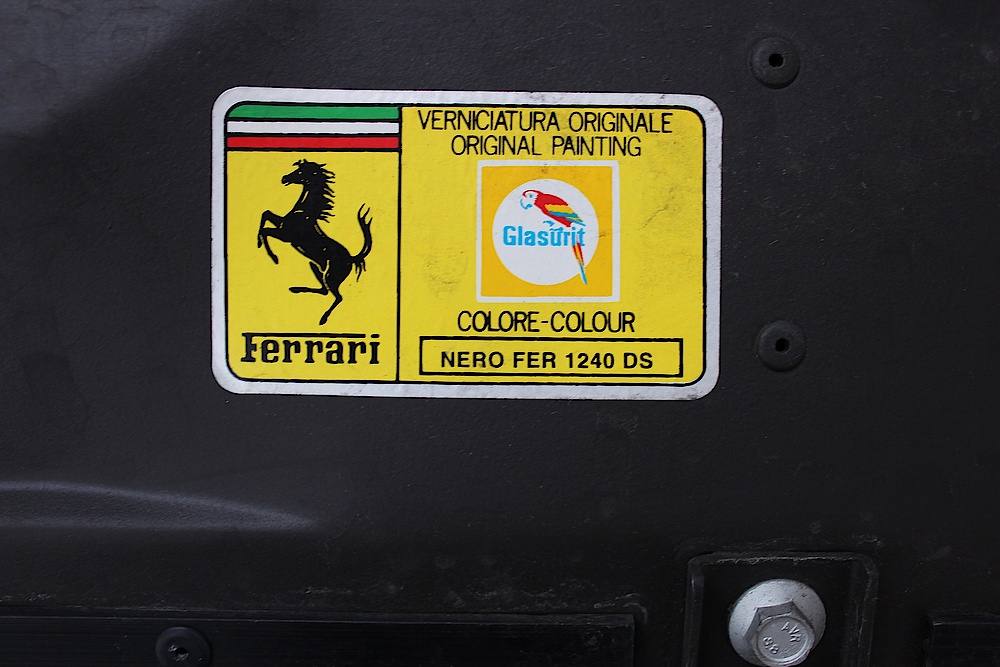 VERNICIATURA ORIGINALE
ORIGINAL PAINTING
Glasurit
COLORE-COLOUR
NERO FER 1240 DS
Ferrari